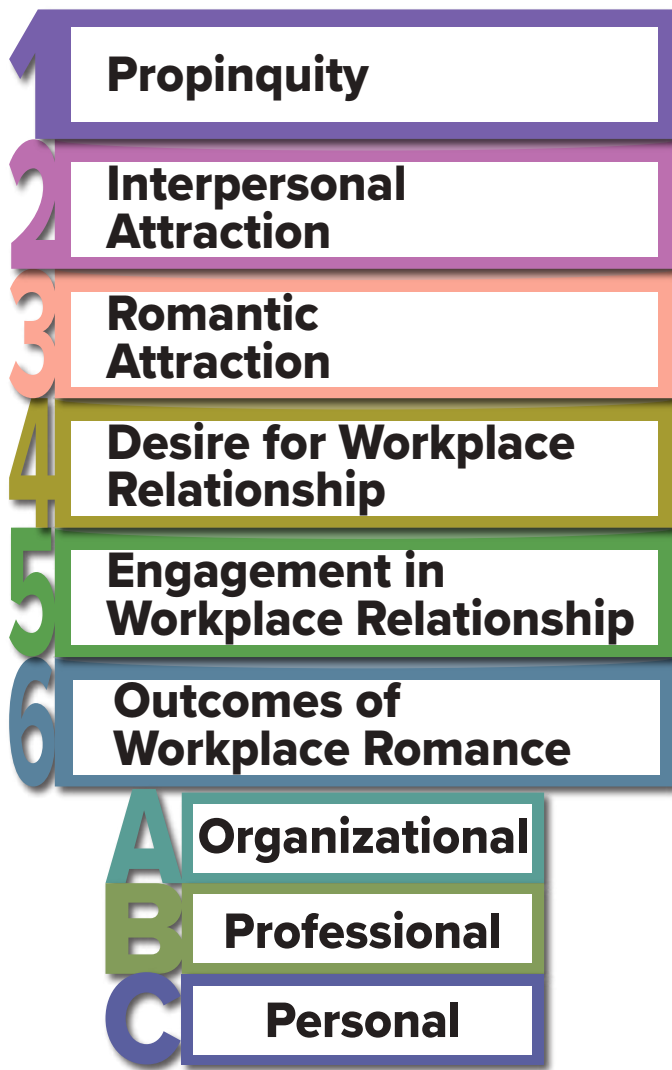 1 Propinquity
2 Interpersonal
Attraction
3 Romantic
Attraction
4 Desire for Workplace
Relationship
5 Engagement in
Workplace Relationship
6 Outcomes of
Workplace Romance
A Organizational
B Professional
C Personal